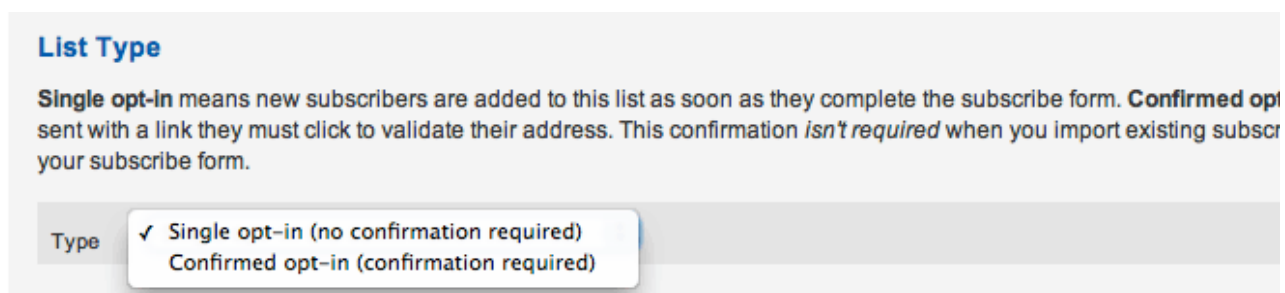 List Type
Single opt-in means new subscribers are added to this list as soon as they complete the subscribe form. Confirmed
sent with a link they must click to validate their address. This confirmation isn't required when you import existing
your subscribe form.
Type
✓ Single opt-in (no confirmation required)
Confirmed opt-in (confirmation required)